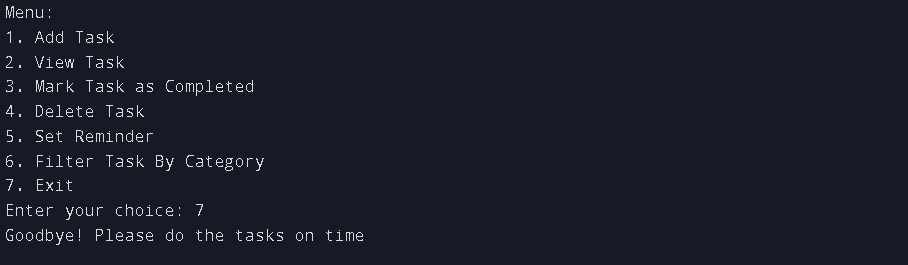 Menu:
1. Add Task
2. View Task
3. Mark Task as Completed
4. Delete Task
5. Set Reminder
6. Filter Task By Category
7. Exit
Enter your choice: 7
Goodbye! Please do the tasks on time